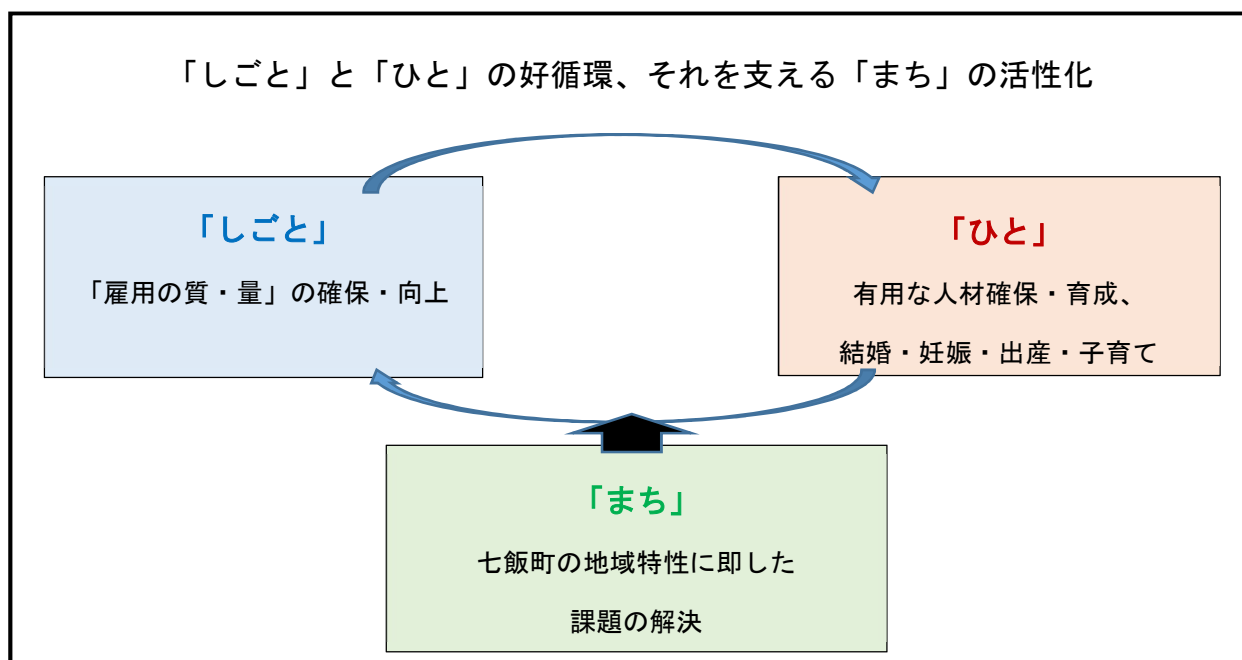 「しごと」と「ひと」の好循環、それを支える「まち」の活性化
「しごと」
「雇用の質・量」の確保・向上
「ひと」
有用な人材確保・育成、
結婚・妊娠・出産・子育て
「まち」
七飯町の地域特性に即した
課題の解決